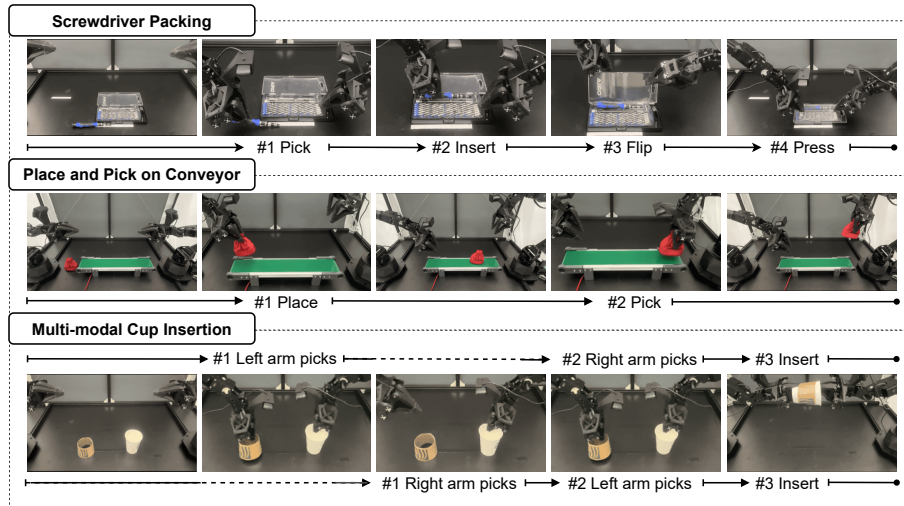 Screwdriver Packing
#1 Pick #2 Insert #3 Flip #4 Press
Place and Pick on Conveyor
#1 Place #2 Pick
Multi-modal Cup Insertion
#1 Left arm picks #2 Right arm picks #3 Insert
#1 Right arm picks #2 Left arm picks #3 Insert